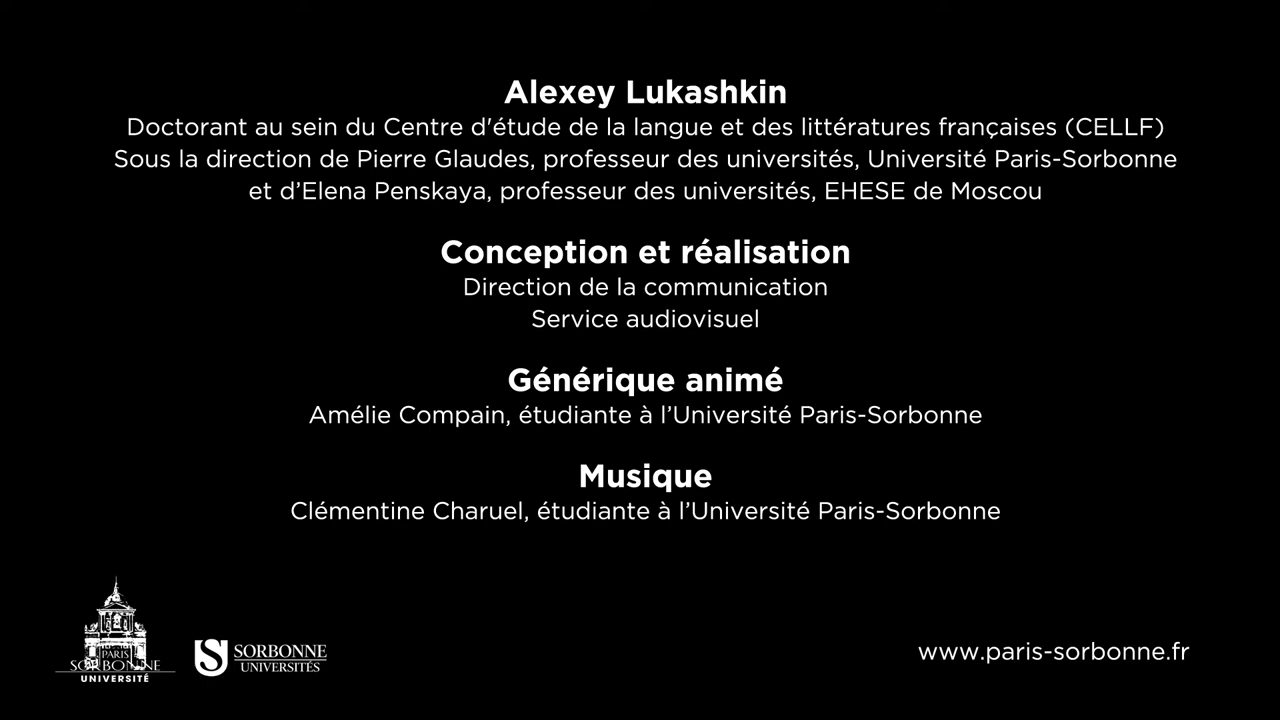 Alexey Lukashkin
Doctorant au sein du Centre d'étude de la langue et des littératures françaises (CELLF)
Sous la direction de Pierre Glaudes, professeur des universités, Université Paris-Sorbonne
et d’Elena Penskaya, professeur des universités, EHESE de Moscou
Conception et réalisation
Direction de la communication
Service audiovisuel
Générique animé
Amélie Compain, étudiante à l’Université Paris-Sorbonne
Musique
Clémentine Charuel, étudiante à l’Université Paris-Sorbonne
PARIS
SORBONNE
UNIVERSITÉ
S SORBONNE
UNIVERSITÉS
www.paris-sorbonne.fr